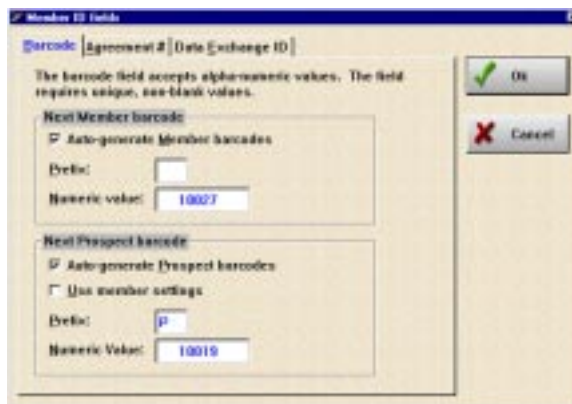 Member ID fields
Barcode Agreement # Data Exchange ID
The barcode field accepts alpha-numeric values. The field
requires unique, non-blank values.
Ok
Next Member barcode
Auto-generate Member barcodes
Cancel
Prefix:
Numeric value: 10027
Next Prospect barcode
Auto-generate Prospect barcodes
Use member settings
Prefix: P
Numeric Value: 10019